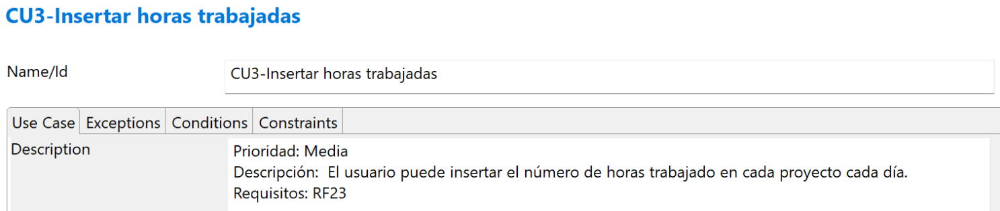 CU3-Insertar horas trabajadas
Name/Id
CU3-Insertar horas trabajadas
Use Case Exceptions Conditions Constraints
Description
Prioridad: Media
Descripción:  El usuario puede insertar el número de horas trabajado en cada proyecto cada día.
Requisitos: RF23